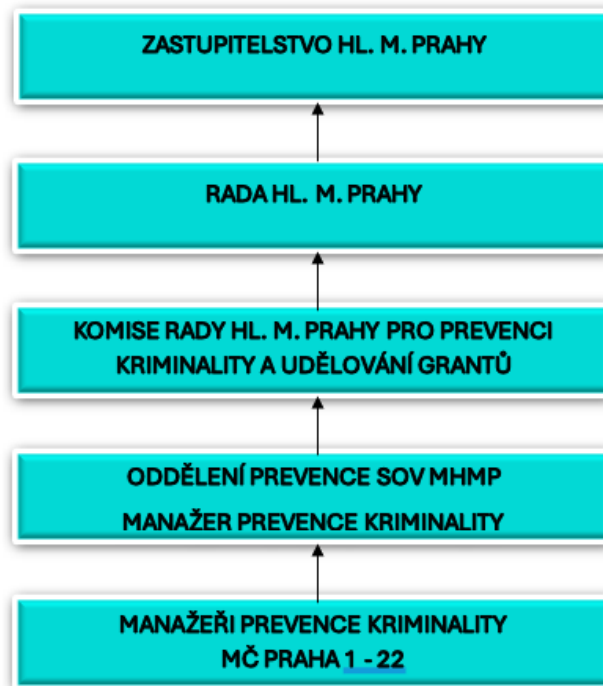 ZASTUPITELSTVO HL. M. PRAHY
RADA HL. M. PRAHY
KOMISE RADY HL. M. PRAHY PRO PREVENCI
KRIMINALITY A UDĚLOVÁNÍ GRANTŮ
ODDĚLENÍ PREVENCE SOV MHMP
MANAŽER PREVENCE KRIMINALITY
MANAŽEŘI PREVENCE KRIMINALITY
MČ PRAHA 1 - 22